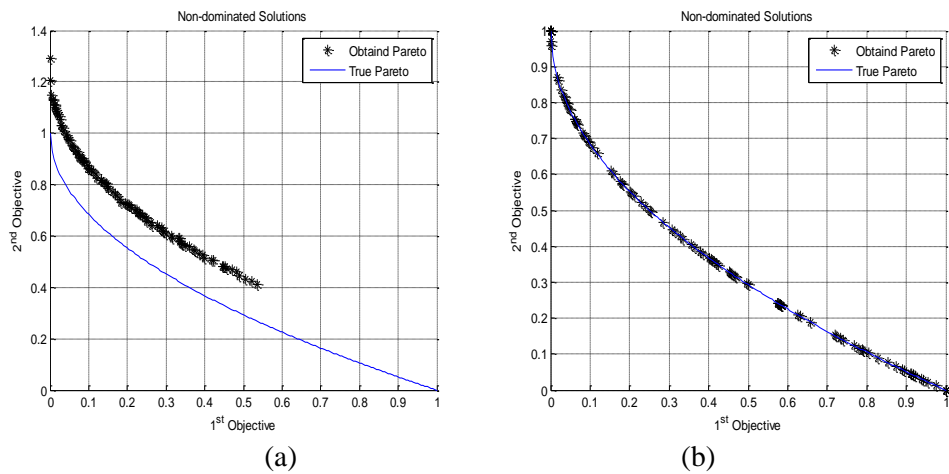 Non-dominated Solutions
Obtaind Pareto
True Pareto
1.4
1.2
1
0.8
0.6
0.4
0.2
0
2nd Objective
0 0.1 0.2 0.3 0.4 0.5 0.6 0.7 0.8 0.9 1
1st Objective
(a)
Non-dominated Solutions
Obtaind Pareto
True Pareto
1
0.9
0.8
0.7
0.6
0.5
0.4
0.3
0.2
0.1
0
2nd Objective
0 0.1 0.2 0.3 0.4 0.5 0.6 0.7 0.8 0.9 1
1st Objective
(b)